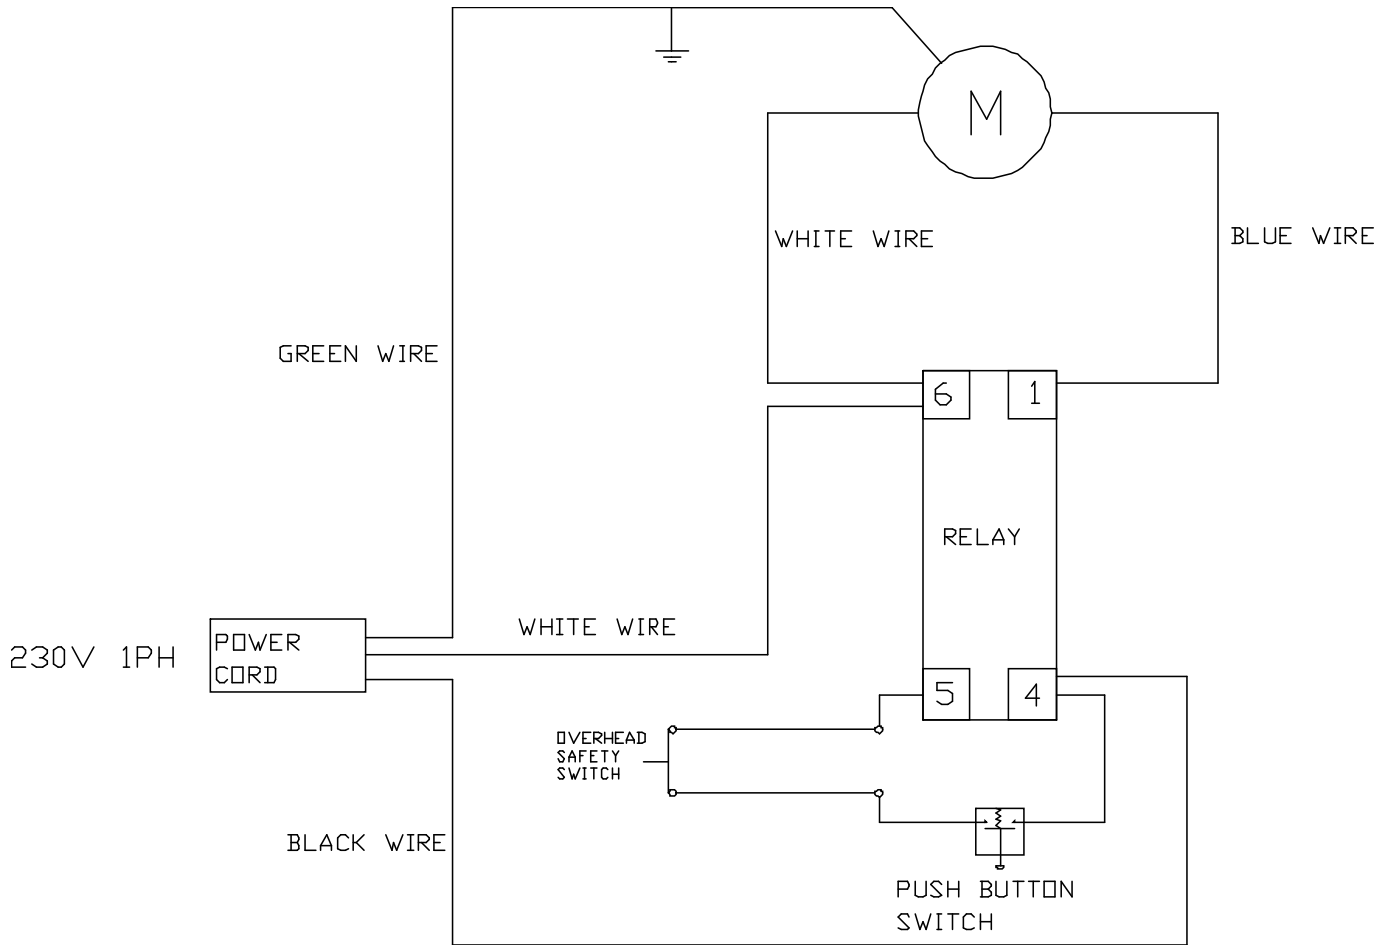 M
WHITE WIRE
BLUE WIRE
GREEN WIRE
6
1
RELAY
WHITE WIRE
230V 1PH
POWER
CORD
5
4
OVERHEAD
SAFETY
SWITCH
BLACK WIRE
PUSH BUTTON
SWITCH